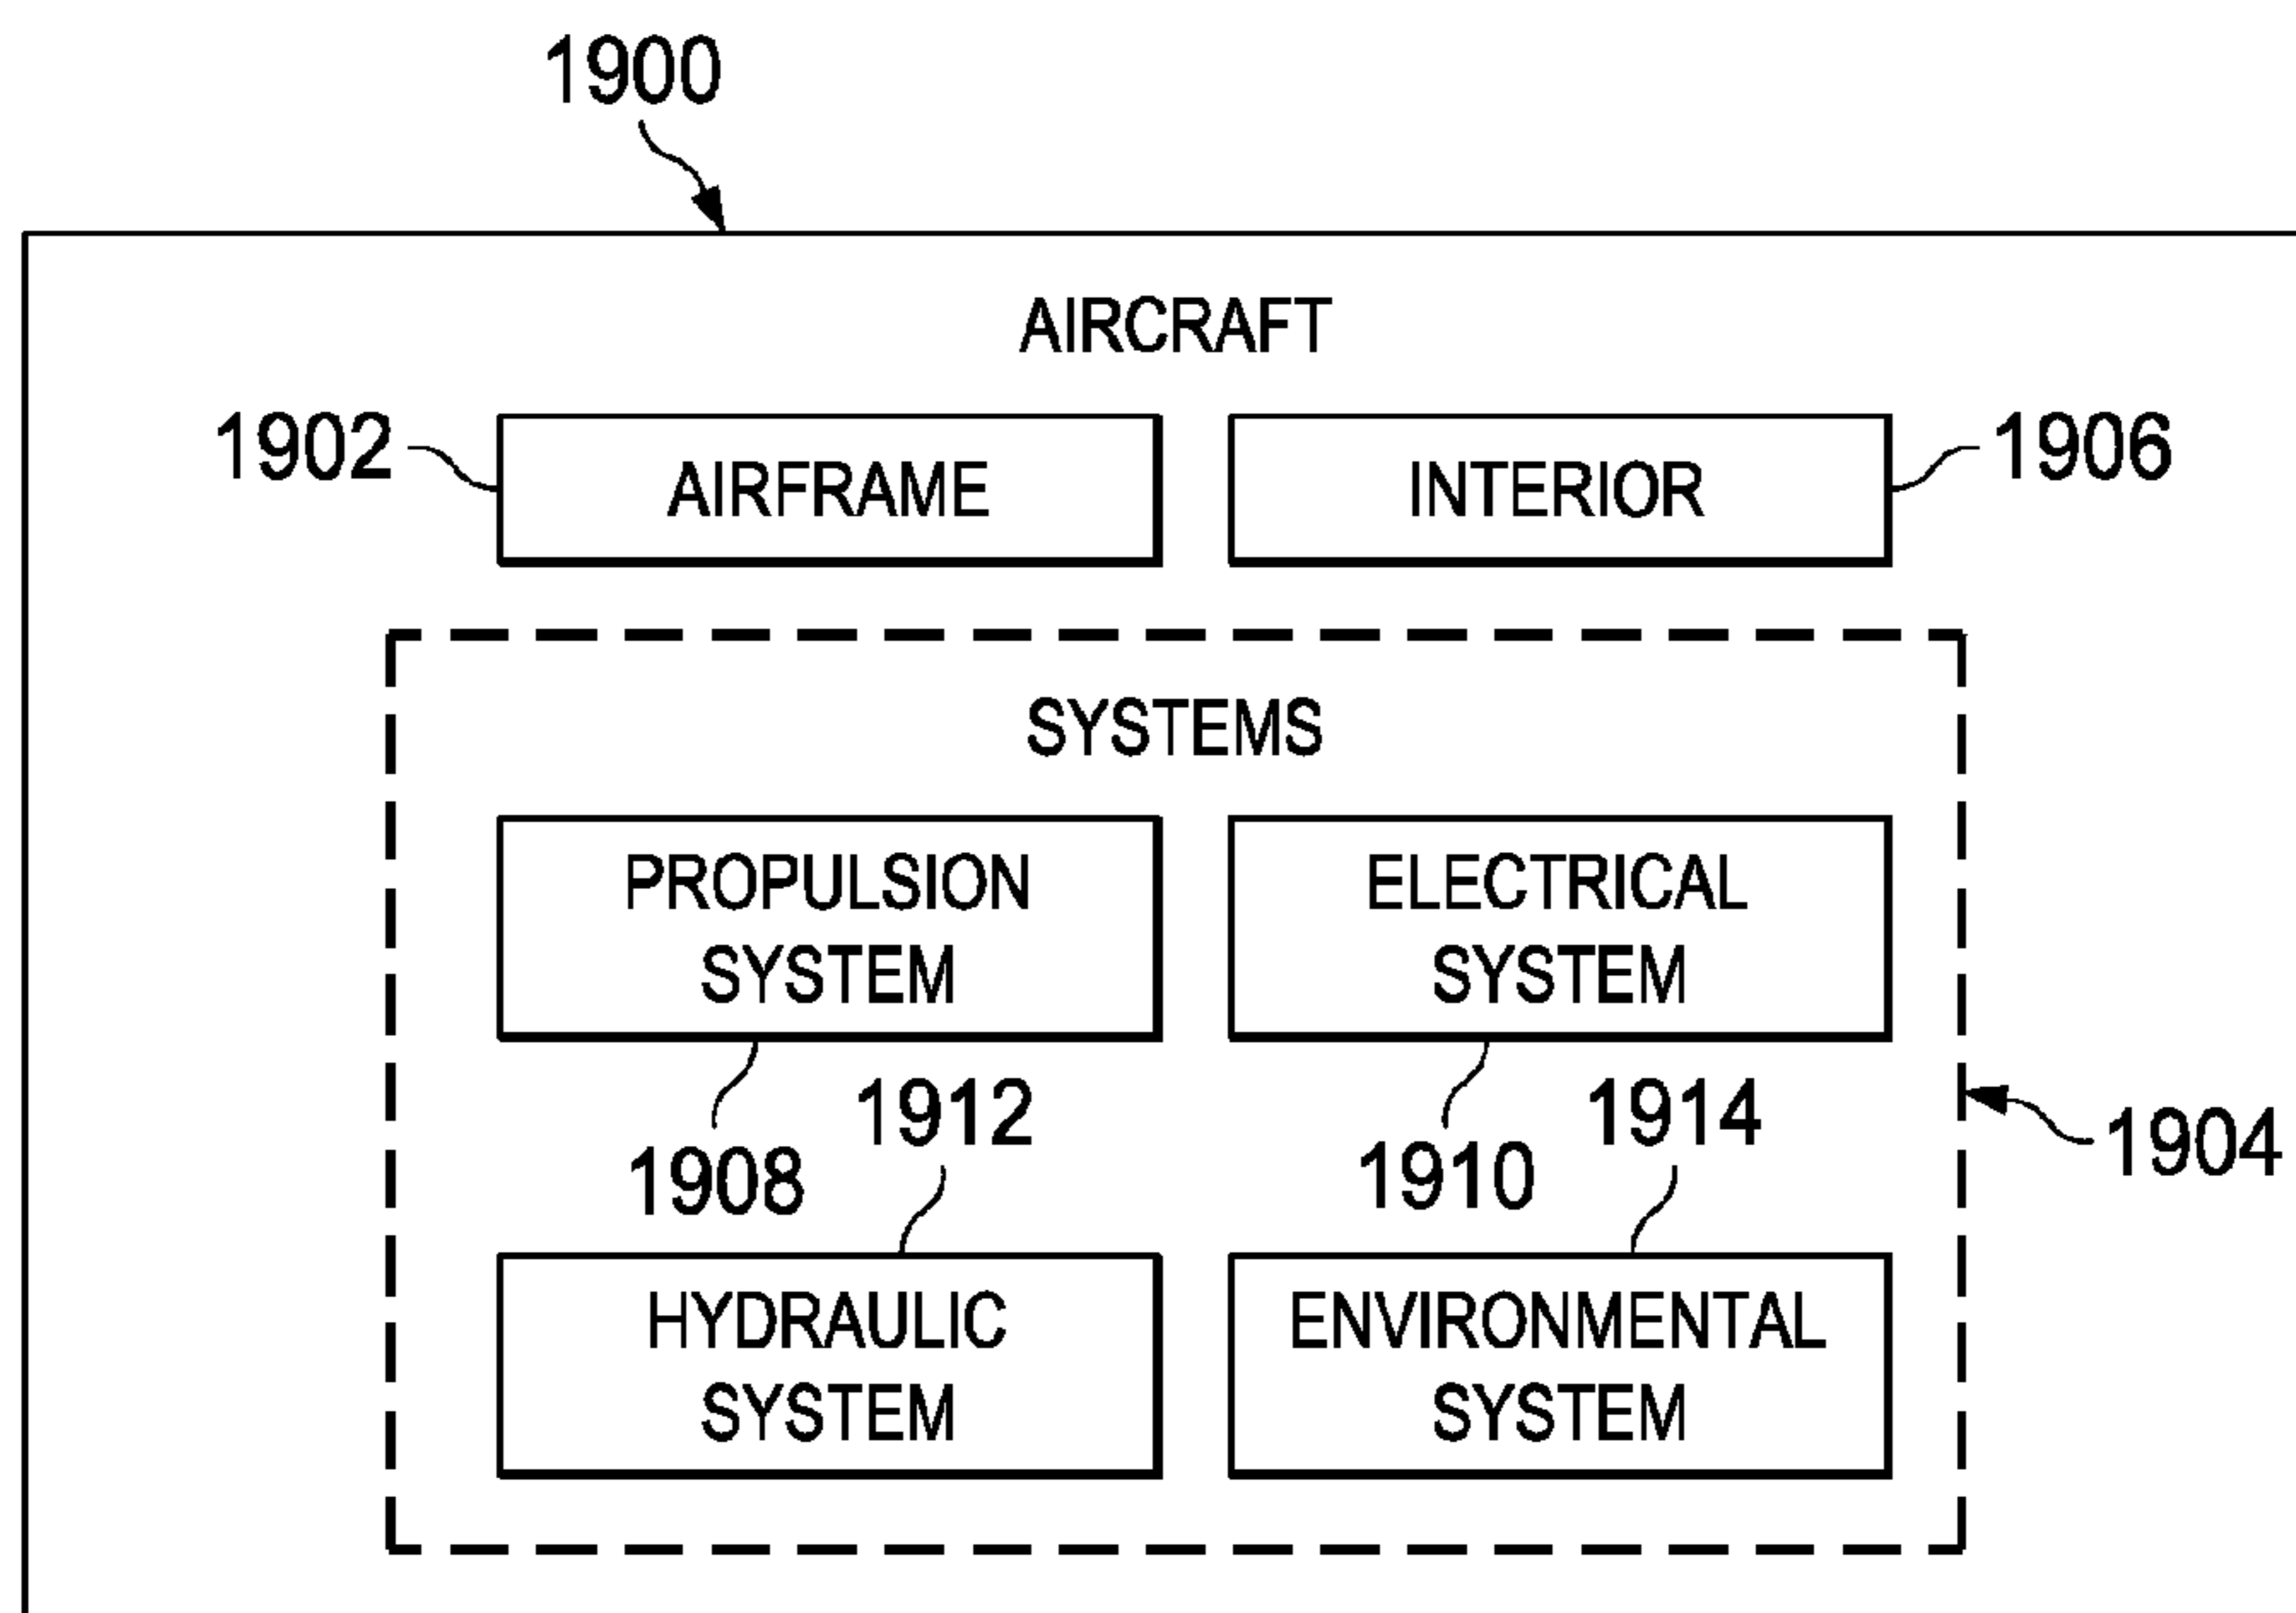 1900
AIRCRAFT
1902
AIRFRAME
INTERIOR
1906
SYSTEMS
PROPULSION
SYSTEM
ELECTRICAL
SYSTEM
1908
1912
1910
1914
1904
HYDRAULIC
SYSTEM
ENVIRONMENTAL
SYSTEM